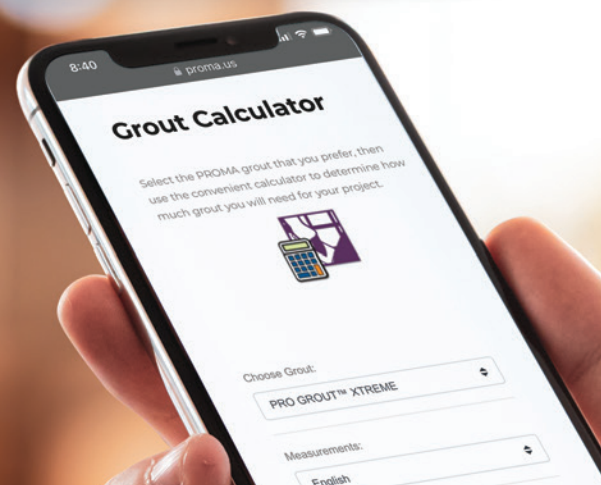 8:40
proma.us
Grout Calculator
Select the PROMA grout that you prefer, then
use the convenient calculator to determine how
much grout you will need for your project.
Choose Grout:
PRO GROUT™ XTREME
Measurements:
English